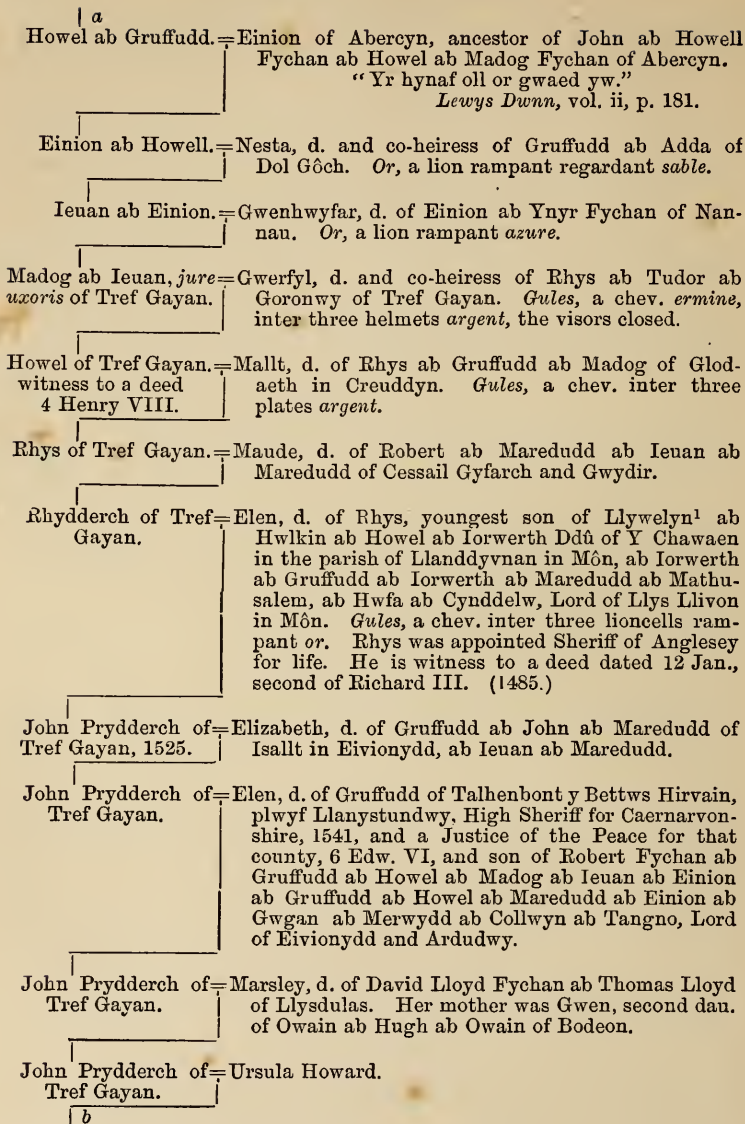 a
Howel ab Gruffudd.=Einion of Abercyn, ancestor of John ab Howell
Fychan ab Howel ab Madog Fychan of Abercyn.
"Yr hynaf oll or gwaed yw."
Lewys Dwnn, vol. ii, p. 181.
Einion ab Howell.=Nesta, d. and co-heiress of Gruffudd ab Adda of
Dol Gôch. Or, a lion rampant regardant sable.
Ieuan ab Einion.=Gwenhwyfar, d. of Einion ab Ynyr Fychan of Nan-
nau. Or, a lion rampant azure.
Madog ab Ieuan, jure=Gwerfyl, d. and co-heiress of Rhys ab Tudor ab
uxoris of Tref Gayan. Goronwy of Tref Gayan. Gules, a chev. ermine,
inter three helmets argent, the visors closed.
Howel of Tref Gayan.=Mallt, d. of Rhys ab Gruffudd ab Madog of Glod-
witness to a deed aeth in Creuddyn. Gules, a chev. inter three
4 Henry VIII. plates argent.
Rhys of Tref Gayan.=Maude, d. of Robert ab Maredudd ab Ieuan ab
Maredudd of Cessail Gyfarch and Gwydir.
Rhydderch of Tref=Elen, d. of Rhys, youngest son of Llywelyn¹ ab
Gayan. Hwlkin ab Howel ab Iorwerth Ddû of Y Chawaen
in the parish of Llanddyvnan in Môn, ab Iorwerth
ab Gruffudd ab Iorwerth ab Maredudd ab Mathu-
salem, ab Hwfa ab Cynddelw, Lord of Llys Llivon
in Môn. Gules, a chev. inter three lioncells ram-
pant or. Rhys was appointed Sheriff of Anglesey
for life. He is witness to a deed dated 12 Jan.,
second of Richard III. (1485.)
John Prydderch of=Elizabeth, d. of Gruffudd ab John ab Maredudd of
Tref Gayan, 1525. Isallt in Eivionydd, ab Ieuan ab Maredudd.
John Prydderch of=Elen, d. of Gruffudd of Talhenbont y Bettws Hirvain,
Tref Gayan. plwyf Llanystundwy, High Sheriff for Caernarvon-
shire, 1541, and a Justice of the Peace for that
county, 6 Edw. VI, and son of Robert Fychan ab
Gruffudd ab Howel ab Madog ab Ieuan ab Einion
ab Gruffudd ab Howel ab Maredudd ab Einion ab
Gwgan ab Merwydd ab Collwyn ab Tangno, Lord
of Eivionydd and Ardudwy.
John Prydderch of=Marsley, d. of David Lloyd Fychan ab Thomas Lloyd
Tref Gayan. of Llysdulas. Her mother was Gwen, second dau.
of Owain ab Hugh ab Owain of Bodeon.
John Prydderch of=Ursula Howard.
Tref Gayan.
b